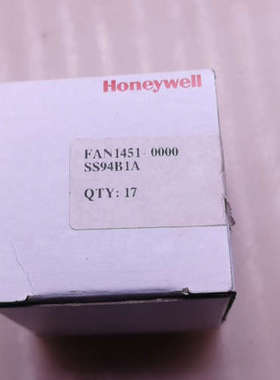 Honeywell
FAN1451-0000
SS94B1A
QTY: 17